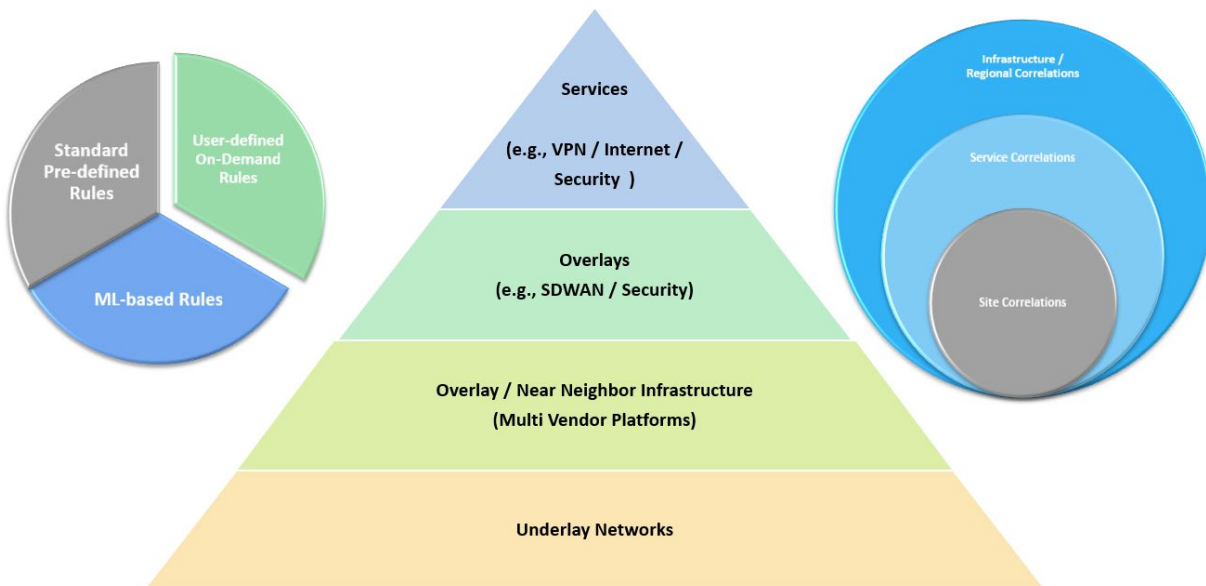 Standard
Pre-defined
Rules
User-defined
On-Demand
Rules
ML-based Rules
Services
(e.g., VPN / Internet /
Security  )
Overlays
(e.g., SDWAN / Security)
Overlay / Near Neighbor Infrastructure
(Multi Vendor Platforms)
Underlay Networks
Infrastructure /
Regional Correlations
Service Correlations
Site Correlations